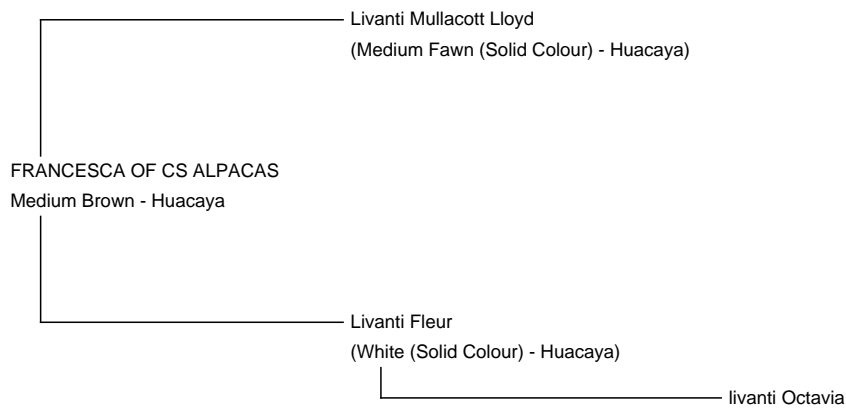 Livanti Mullacott Lloyd
(Medium Fawn (Solid Colour) - Huacaya)
FRANCESCA OF CS ALPACAS
Medium Brown - Huacaya
Livanti Fleur
(White (Solid Colour) - Huacaya)
livanti Octavia